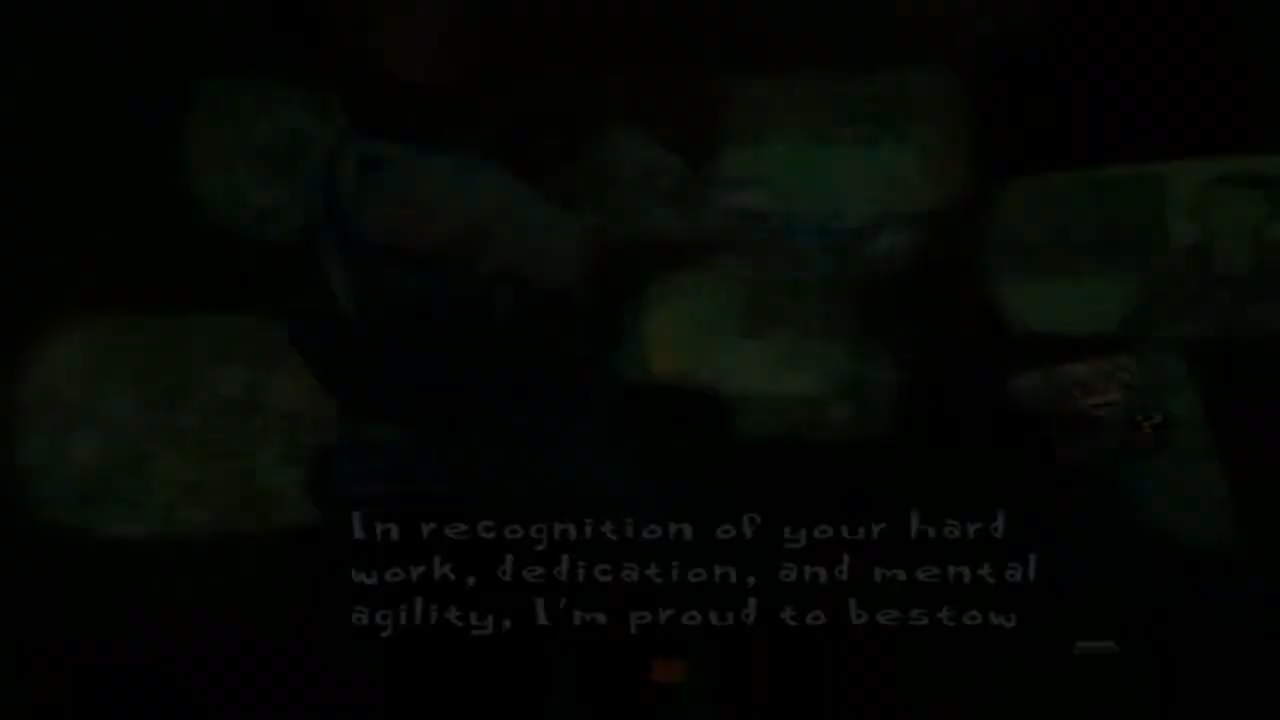 In recognition of your hard
work, dedication, and mental
agility, I'm proud to bestow